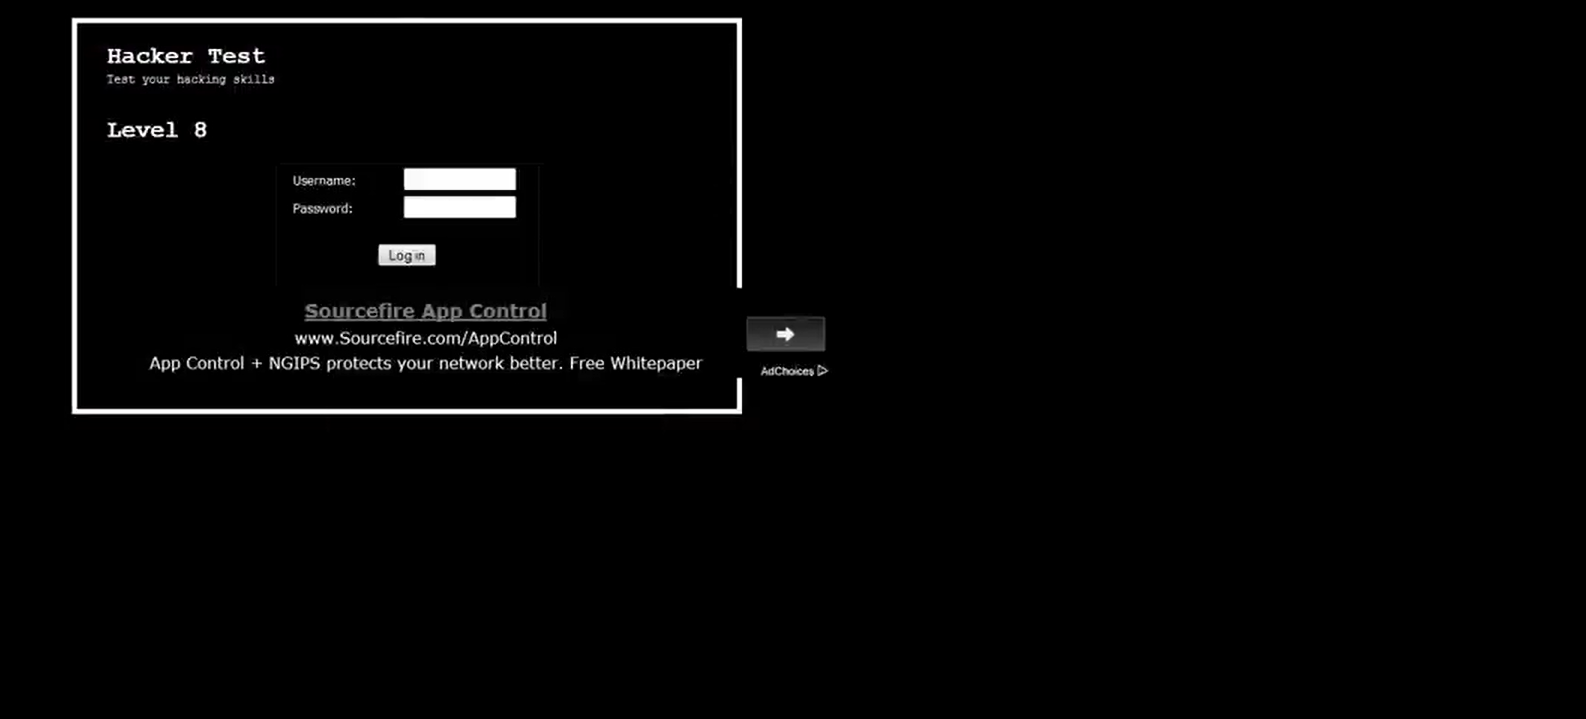 Hacker Test
Test your hacking skills
Level 8
Username:
Password:
Log in
Sourcefire App Control
www.Sourcefire.com/AppControl
App Control + NGIPS protects your network better. Free Whitepaper
AdChoices